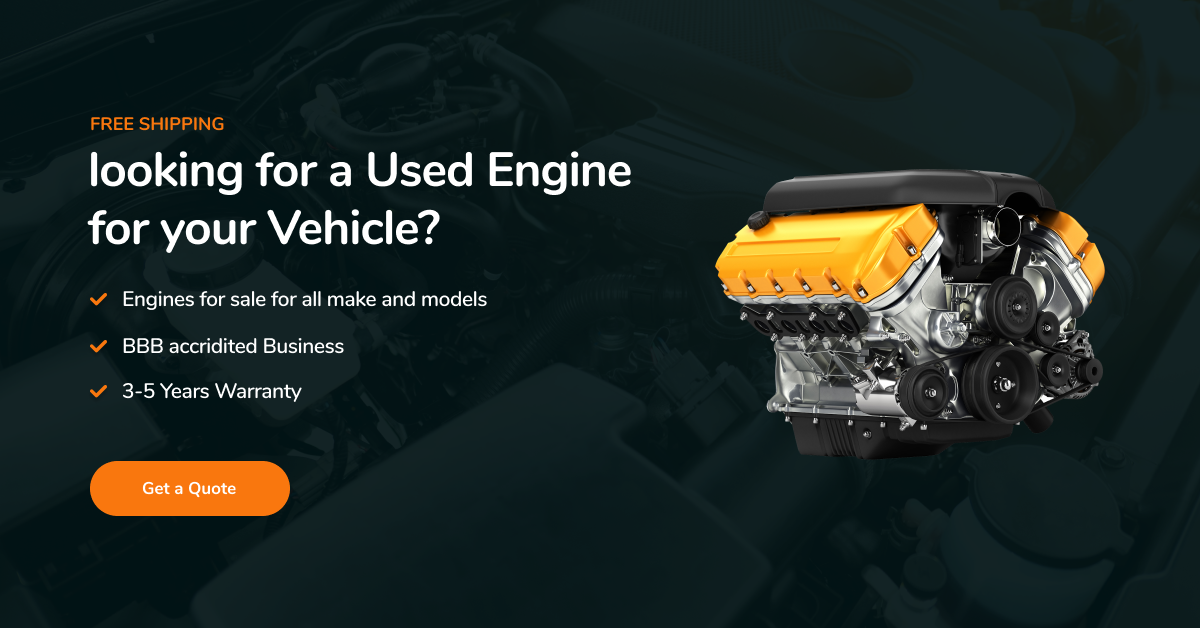 FREE SHIPPING
looking for a Used Engine
for your Vehicle?
Engines for sale for all make and models
BBB accridited Business
3-5 Years Warranty
Get a Quote